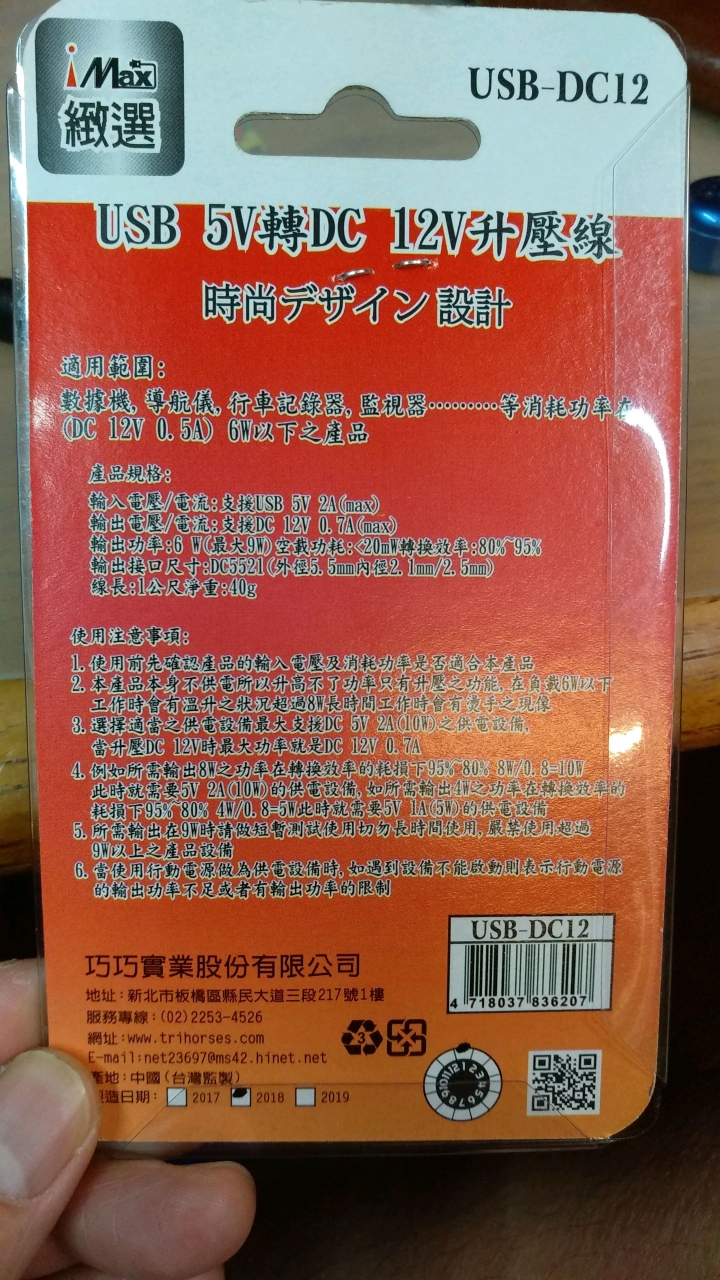 iMax
緻選
USB-DC12
USB 5V轉DC 12V升壓線
時尚デザイン 設計
適用範圍:
數據機, 導航儀, 行車記錄器, 監視器………等消耗功率在
(DC 12V 0.5A) 6W以下之產品
產品規格:
輸入電壓/電流:支援USB 5V 2A(max)
輸出電壓/電流:支援DC 12V 0.7A(max)
輸出功率:6 W(最大9W)空載功耗:<20mW轉換效率:80%~95%
輸出接口尺寸:DC5521(外徑5.5mm內徑2.1mm/2.5mm)
線長:1公尺淨重:40g
使用注意事項:
1. 使用前先確認產品的輸入電壓及消耗功率是否適合本產品
2. 本產品本身不供電所以升高不了功率只有升壓之功能, 在負載6W以下
工作時會有溫升之狀況超過8W長時間工作時會有燙手之現像
3. 選擇適當之供電設備最大支援DC 5V 2A(10W)之供電設備,
當升壓DC 12V時最大功率就是DC 12V 0.7A
4. 例如所需輸出8W之功率在轉換效率的耗損下95%~80% 8W/0.8=10W
此時就需要5V 2A(10W)的供電設備, 如所需輸出4W之功率在轉換效率的
耗損下95%~80% 4W/0.8=5W此時就需要5V 1A(5W)的供電設備
5. 所需輸出在9W時請做短暫測試使用切勿長時間使用, 嚴禁使用超過
9W以上之產品設備
6. 當使用行動電源做為供電設備時, 如遇到設備不能啟動則表示行動電源
的輸出功率不足或者有輸出功率的限制
USB-DC12
4 718037 836207
巧巧實業股份有限公司
地址:新北市板橋區縣民大道三段217號1樓
服務專線:(02)2253-4526
網址:www.trihorses.com
E-mail:net23697@ms42.hinet.net
產地:中國(台灣監製)
製造日期: 2017 2018 2019
3
1 2 3 4 5 6 7 8 9 10 11 12